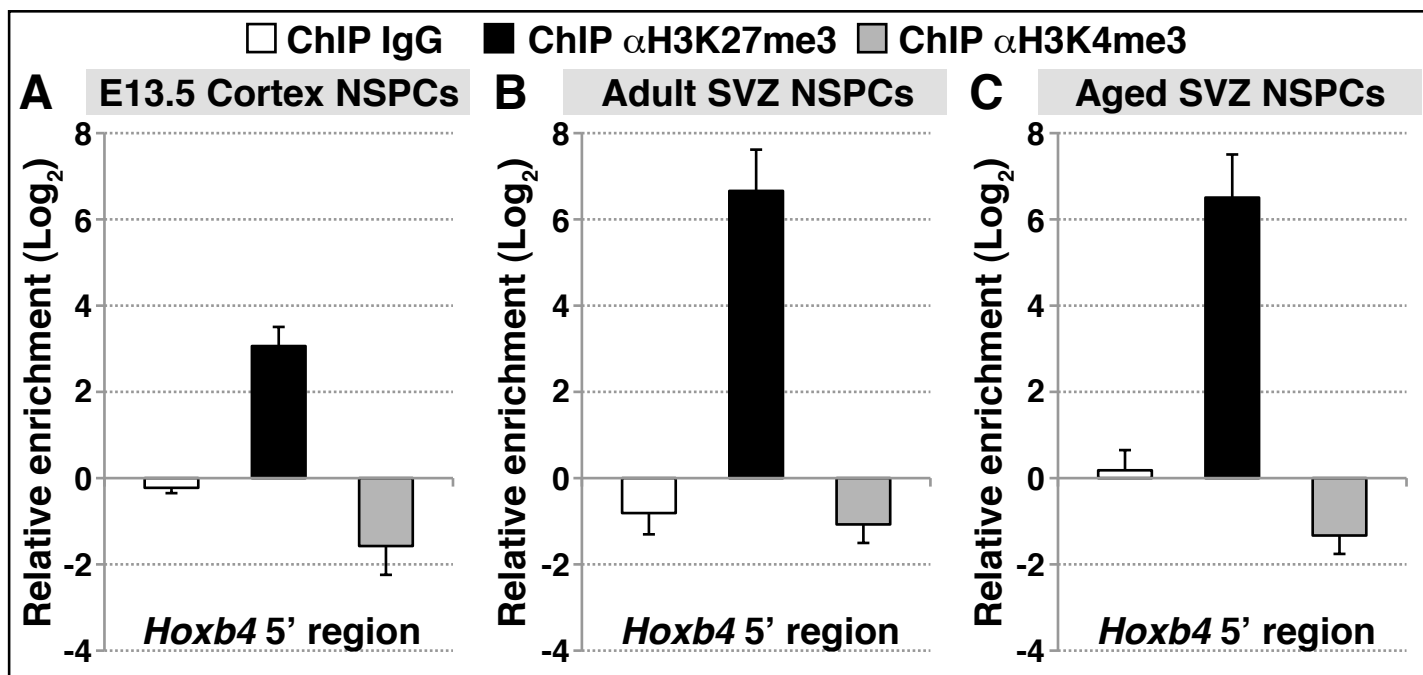 ChIP IgG ChIP αH3K27me3 ChIP αH3K4me3
A E13.5 Cortex NSPCs
Relative enrichment (Log2)
8
6
4
2
0
-2
-4
Hoxb4 5’ region
B Adult SVZ NSPCs
Relative enrichment (Log2)
8
6
4
2
0
-2
-4
Hoxb4 5’ region
C Aged SVZ NSPCs
Relative enrichment (Log2)
8
6
4
2
0
-2
-4
Hoxb4 5’ region